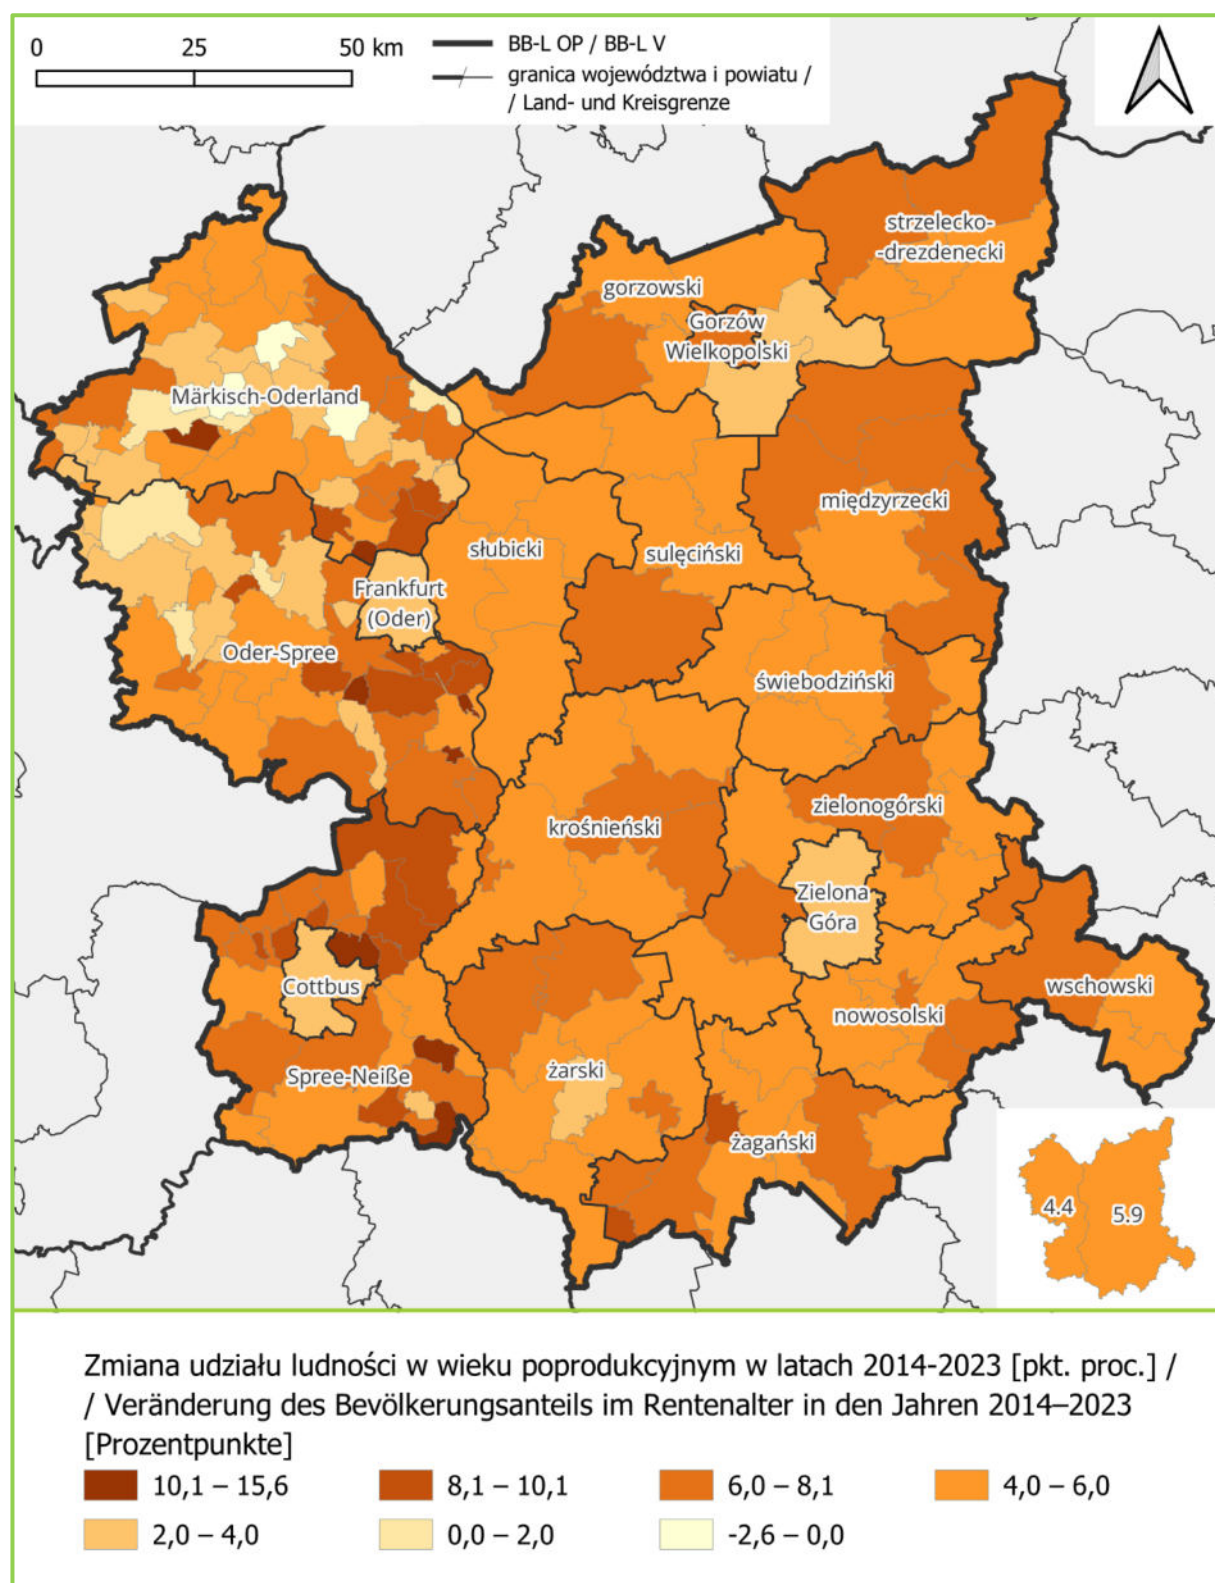 0 25 50 km
BB-L OP / BB-L V
granica województwa i powiatu /
/ Land- und Kreisgrenze
strzelecko-
-drezdenecki
gorzowski
Gorzów
Wielkopolski
Märkisch-Oderland
międzyrzecki
słubicki
sulęciński
Frankfurt
(Oder)
Oder-Spree
świebodziński
zielonogórski
krośnieński
Zielona
Góra
Cottbus
wschowski
nowosolski
Spree-Neiße
żarski
żagański
4.4
5.9
Zmiana udziału ludności w wieku poprodukcyjnym w latach 2014-2023 [pkt. proc.] /
/ Veränderung des Bevölkerungsanteils im Rentenalter in den Jahren 2014–2023
[Prozentpunkte]
10,1 – 15,6 8,1 – 10,1 6,0 – 8,1 4,0 – 6,0
2,0 – 4,0 0,0 – 2,0 -2,6 – 0,0